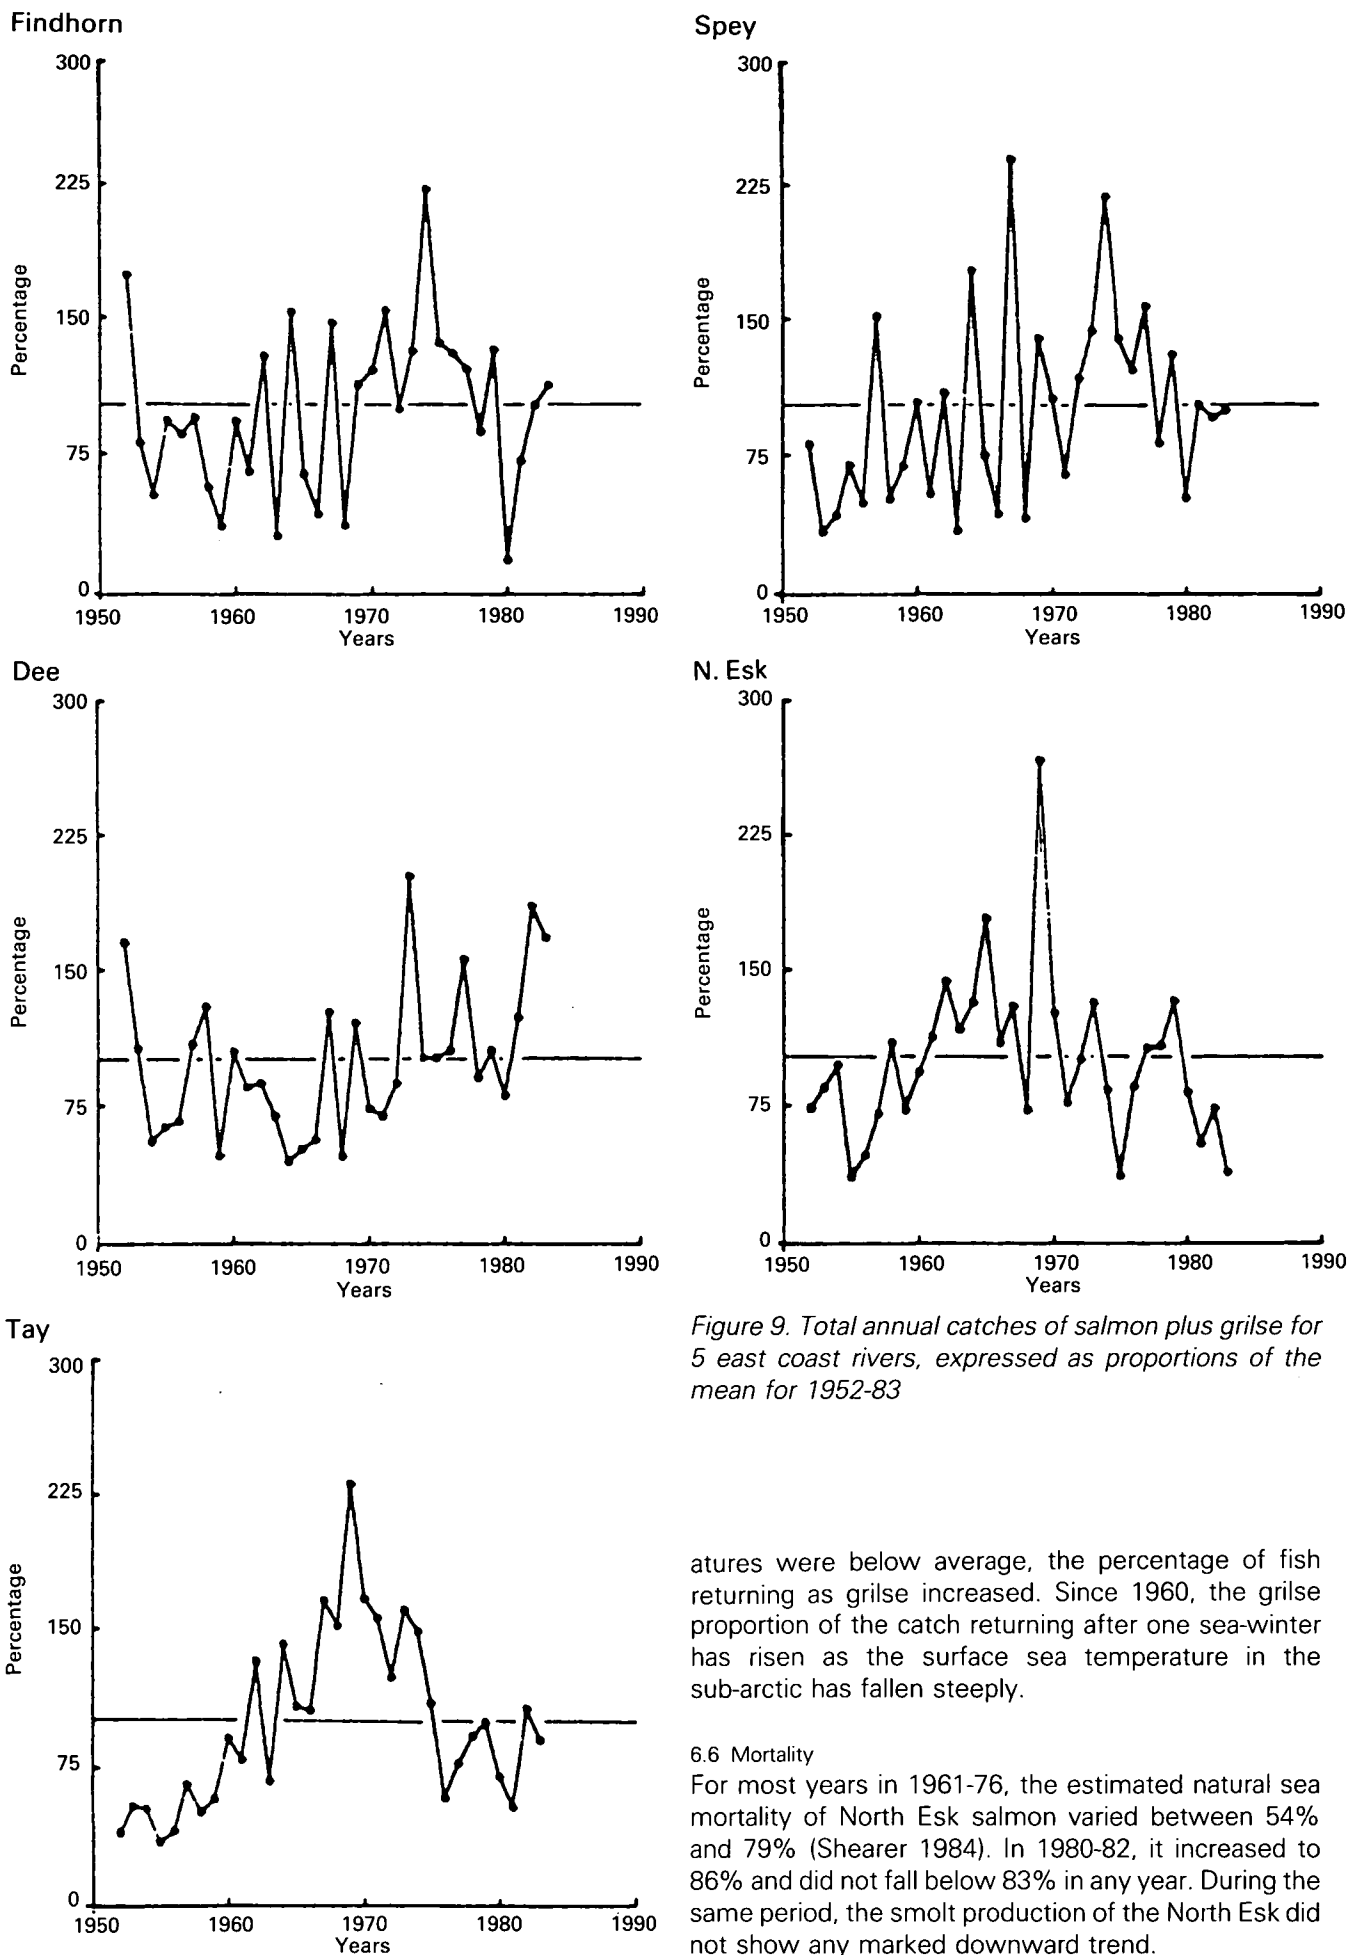 Findhorn
300
225
150
75
0
Percentage
1950
1960
1970
1980
1990
Years
Spey
300
225
150
75
0
Percentage
1950
1960
1970
1980
1990
Years
Dee
300
225
150
75
0
Percentage
1950
1960
1970
1980
1990
Years
N. Esk
300
225
150
75
0
Percentage
1950
1960
1970
1980
1990
Years
Tay
300
225
150
75
0
Percentage
1950
1960
1970
1980
1990
Years
Figure 9. Total annual catches of salmon plus grilse for
5 east coast rivers, expressed as proportions of the
mean for 1952-83
atures were below average, the percentage of fish
returning as grilse increased. Since 1960, the grilse
proportion of the catch returning after one sea-winter
has risen as the surface sea temperature in the
sub-arctic has fallen steeply.
6.6 Mortality
For most years in 1961-76, the estimated natural sea
mortality of North Esk salmon varied between 54%
and 79% (Shearer 1984). In 1980-82, it increased to
86% and did not fall below 83% in any year. During the
same period, the smolt production of the North Esk did
not show any marked downward trend.